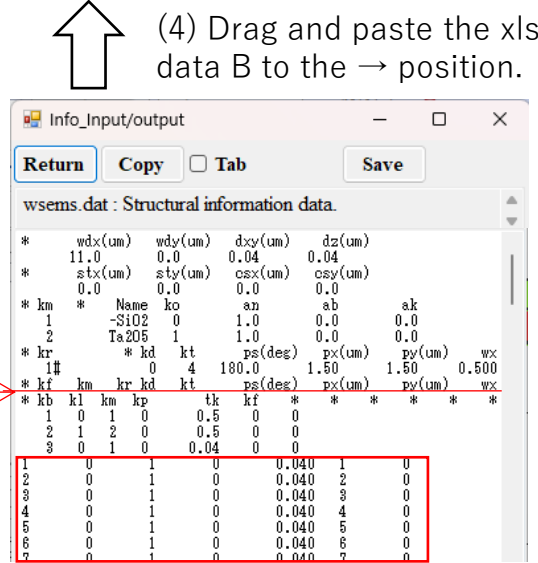 (4) Drag and paste the xls
data B to the → position.
Info_Input/output
Return Copy Tab Save
wsems.dat : Structural information data.
* wdx(um) wdy(um) dxy(um) dz(um)
11.0 0.0 0.04 0.04
* stx(um) sty(um) csx(um) csy(um)
0.0 0.0 0.0 0.0
* km * Name ko an ab ak
1 -SiO2 0 1.0 0.0 0.0
2 Ta2O5 1 1.0 0.0 0.0
* kr * kd kt ps(deg) px(um) py(um) wx
1# 0 4 180.0 1.50 1.50 0.500
* kf km kr kd kt ps(deg) px(um) py(um) wx
* kb kl km kp tk kf * * * * * *
1 0 1 0 0.5 0 0
2 1 2 0 0.5 0 0
3 0 1 0 0.04 0 0
1 0 1 0 0.040 1 0
2 0 1 0 0.040 2 0
3 0 1 0 0.040 3 0
4 0 1 0 0.040 4 0
5 0 1 0 0.040 5 0
6 0 1 0 0.040 6 0
7 0 1 0 0.040 7 0